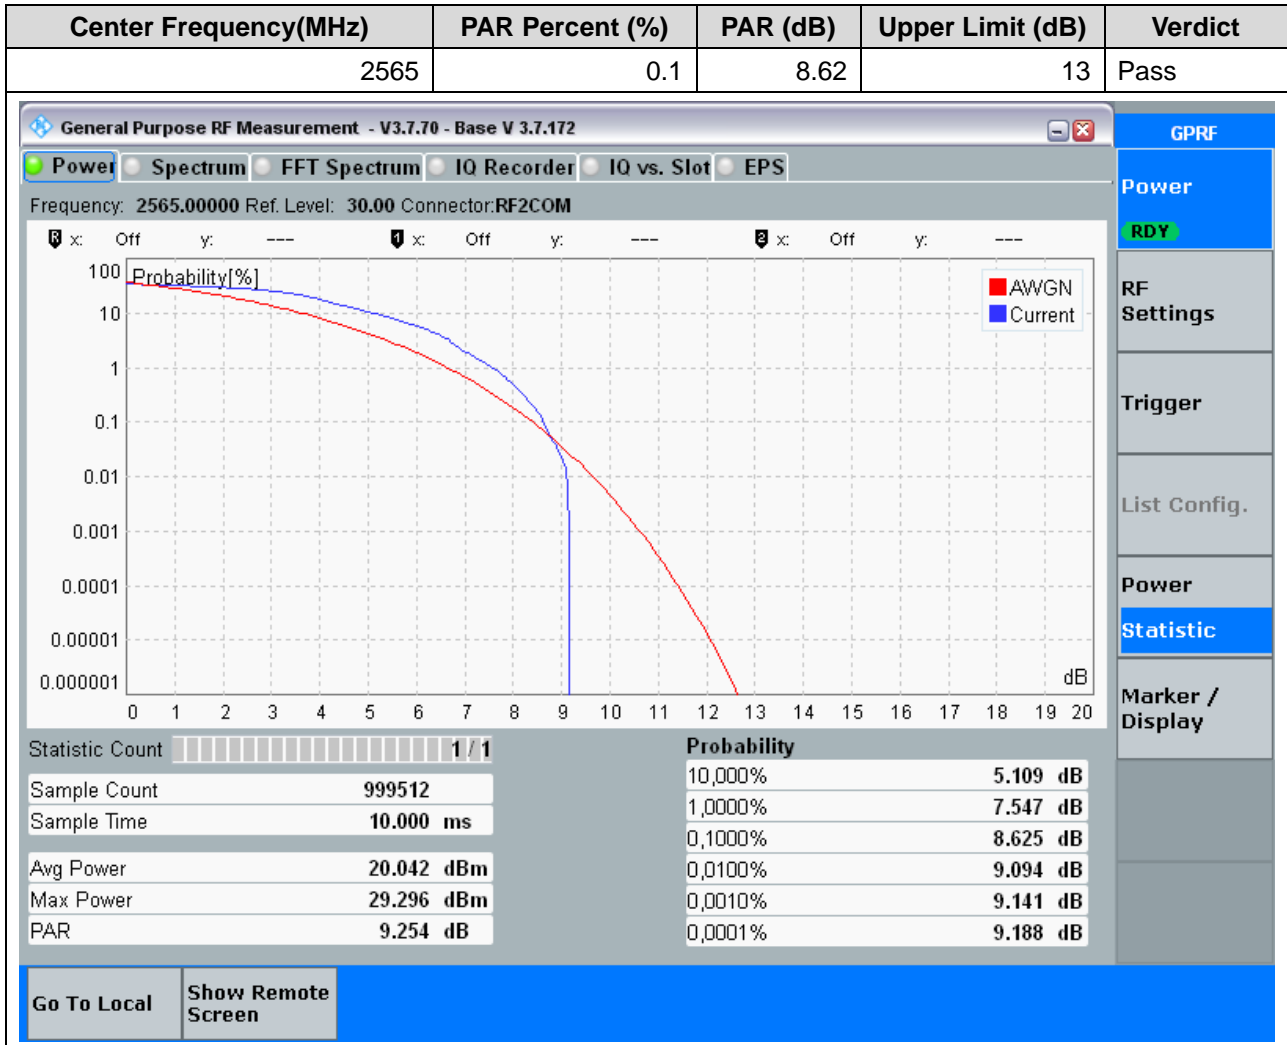 Center Frequency(MHz) PAR Percent (%) PAR (dB) Upper Limit (dB) Verdict
2565 0.1 8.62 13 Pass
General Purpose RF Measurement - V3.7.70 - Base V 3.7.172
GPRF
Power Spectrum FFT Spectrum IQ Recorder IQ vs. Slot EPS
Frequency: 2565.00000 Ref. Level: 30.00 Connector:RF2COM
R x: Off y: --- 1 x: Off y: --- 2 x: Off y: ---
Probability[%]
AWGN
Current
100
10
1
0.1
0.01
0.001
0.0001
0.00001
0.000001
dB
0 1 2 3 4 5 6 7 8 9 10 11 12 13 14 15 16 17 18 19 20
Statistic Count 1 / 1
Sample Count 999512
Sample Time 10.000 ms
Avg Power 20.042 dBm
Max Power 29.296 dBm
PAR 9.254 dB
Probability
10,000% 5.109 dB
1,0000% 7.547 dB
0,1000% 8.625 dB
0,0100% 9.094 dB
0,0010% 9.141 dB
0,0001% 9.188 dB
Power
RDY
RF
Settings
Trigger
List Config.
Power
Statistic
Marker /
Display
Go To Local
Show Remote
Screen